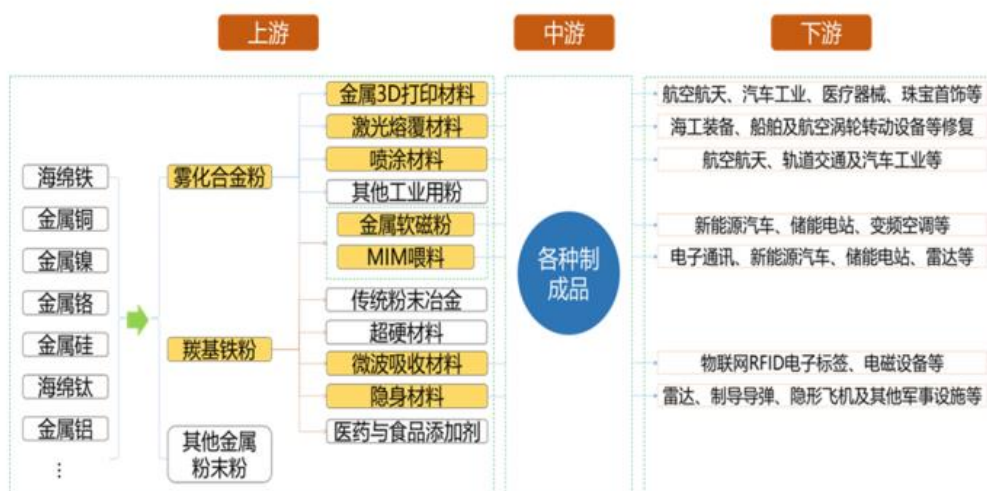 上游
中游
下游
海绵铁
金属铜
金属镍
金属铬
金属硅
海绵钛
金属铝
⋮
雾化合金粉
羰基铁粉
其他金属
粉末粉
金属3D打印材料
激光熔覆材料
喷涂材料
其他工业用粉
金属软磁粉
MIM喂料
传统粉末冶金
超硬材料
微波吸收材料
隐身材料
医药与食品添加剂
各种制
成品
航空航天、汽车工业、医疗器械、珠宝首饰等
海工装备、船舶及航空涡轮转动设备等修复
航空航天、轨道交通及汽车工业等
新能源汽车、储能电站、变频空调等
电子通讯、新能源汽车、储能电站、雷达等
物联网RFID电子标签、电磁设备等
雷达、制导导弹、隐形飞机及其他军事设施等